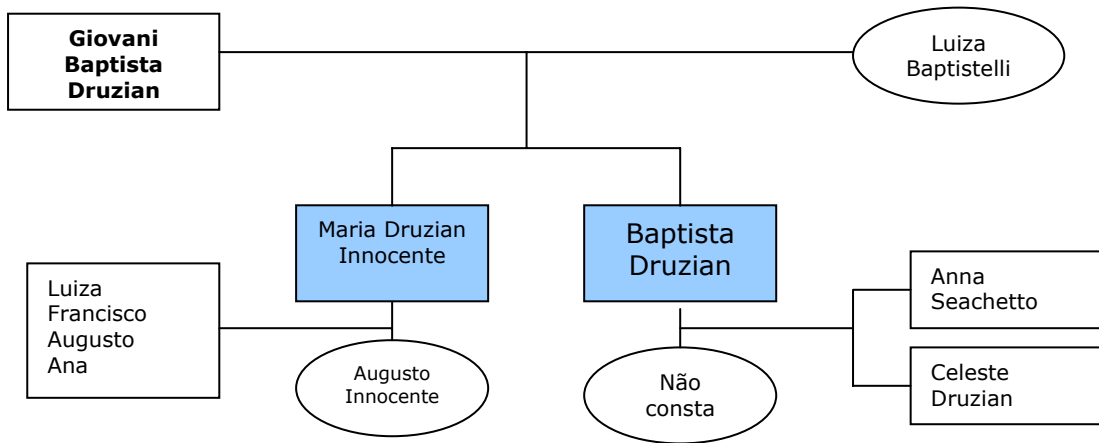 Giovani
Baptista
Druzian
Luiza
Baptistelli
Maria Druzian
Innocente
Baptista
Druzian
Luiza
Francisco
Augusto
Ana
Augusto
Innocente
Não
consta
Anna
Seachetto
Celeste
Druzian